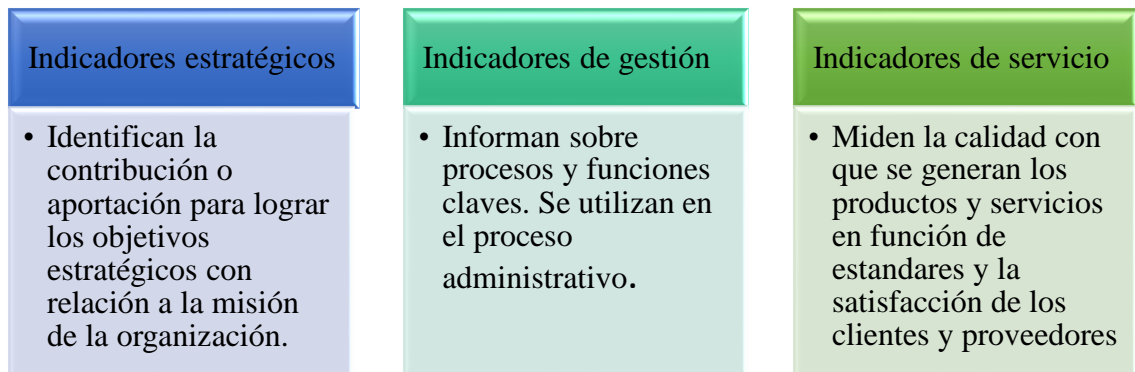 Indicadores estratégicos
• Identifican la
contribución o
aportación para lograr
los objetivos
estratégicos con
relación a la misión
de la organización.
Indicadores de gestión
• Informan sobre
procesos y funciones
claves. Se utilizan en
el proceso
administrativo.
Indicadores de servicio
• Miden la calidad con
que se generan los
productos y servicios
en función de
estandares y la
satisfacción de los
clientes y proveedores